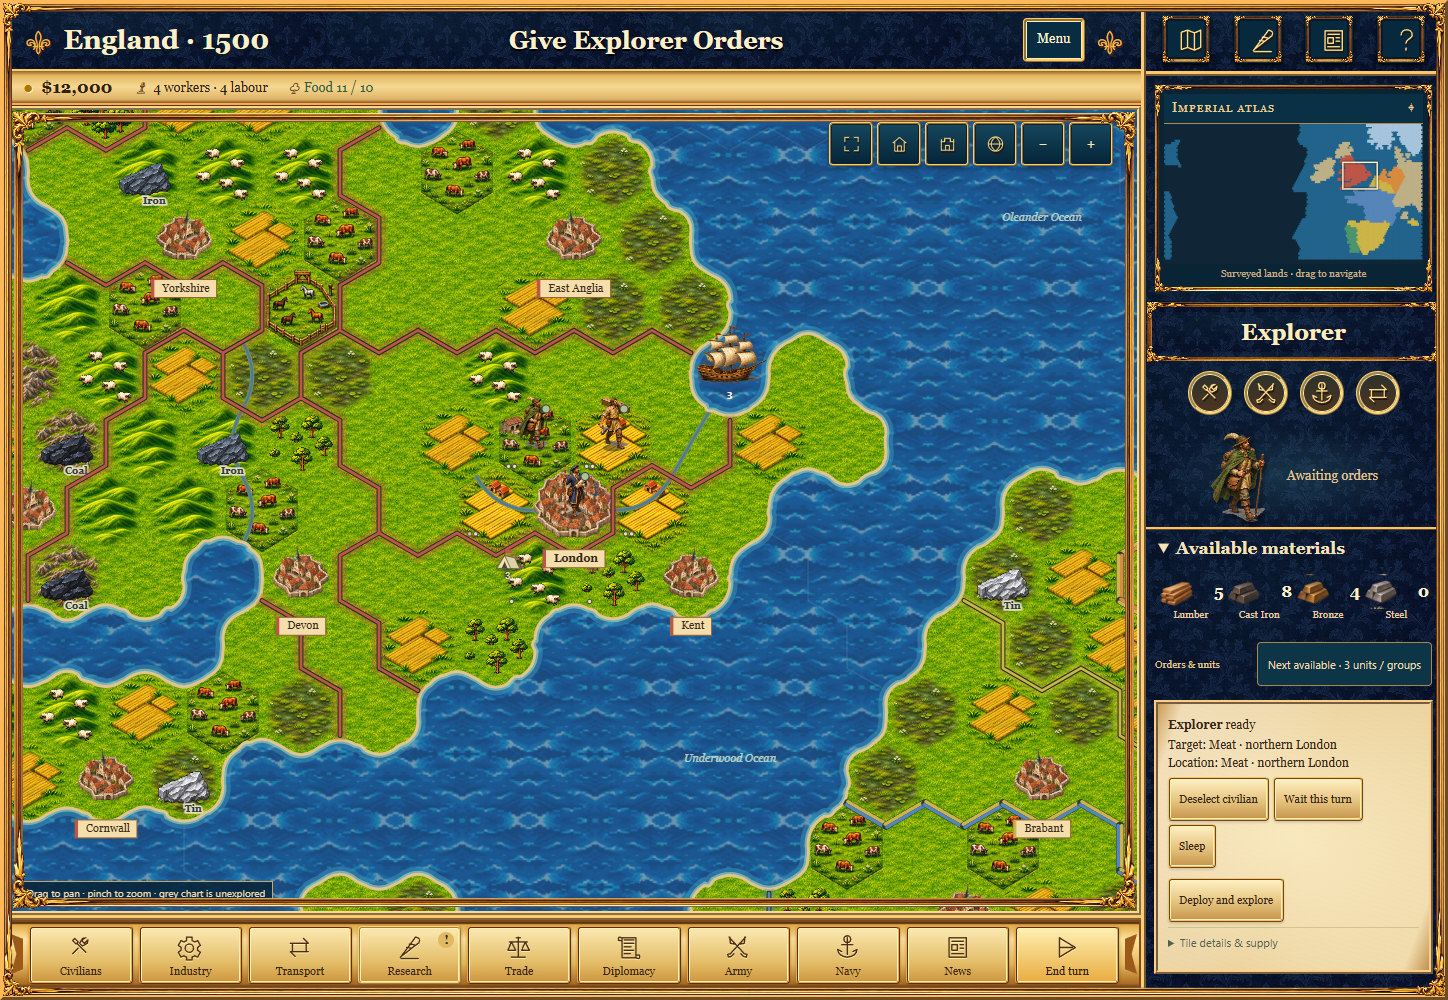 England · 1500
Give Explorer Orders
Menu
$12,000
4 workers · 4 labour
Food 11 / 10
Imperial atlas
Surveyed lands · drag to navigate
Explorer
Awaiting orders
▼ Available materials
5
8
4
0
Lumber
Cast Iron
Bronze
Steel
Orders & units
Next available · 3 units / groups
Explorer ready
Target: Meat · northern London
Location: Meat · northern London
Deselect civilian
Wait this turn
Sleep
Deploy and explore
Tile details & supply
−
+
Iron
Oleander Ocean
Yorkshire
East Anglia
3
Coal
Iron
London
3
Coal
Tin
Devon
Kent
Underwood Ocean
Tin
Cornwall
Brabant
Drag to pan · pinch to zoom · grey chart is unexplored
Civilians
Industry
Transport
Research
!
Trade
Diplomacy
Army
Navy
News
End turn
?